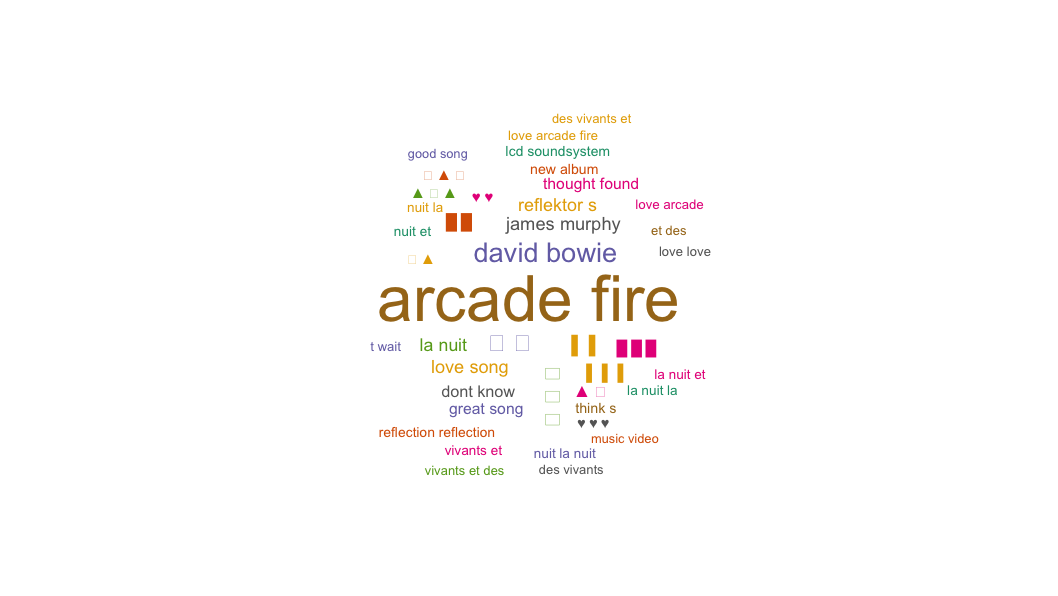 des vivants et
love arcade fire
good song
lcd soundsystem
new album
□ ▲ □
thought found
▲ □ ▲
♥ ♥
nuit la
reflektor s
love arcade
james murphy
██
nuit et
et des
david bowie
love love
□ ▲
arcade fire
t wait
la nuit
□ □
▌▌
███
love song
□
▌▌▌
la nuit et
dont know
□
▲ □
la nuit la
great song
think s
□
♥ ♥ ♥
reflection reflection
music video
vivants et
nuit la nuit
vivants et des
des vivants